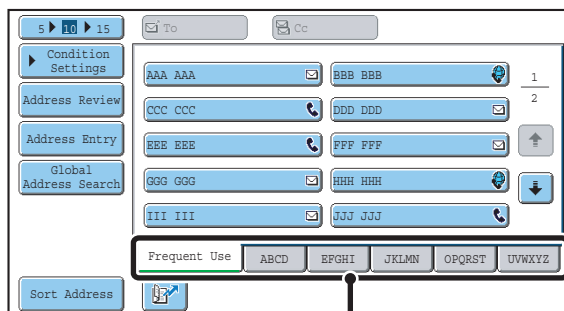 5 10 15
To
Cc
Condition
Settings
Address Review
Address Entry
Global
Address Search
Sort Address
AAA AAA
BBB BBB
CCC CCC
DDD DDD
EEE EEE
FFF FFF
GGG GGG
HHH HHH
III III
JJJ JJJ
1
2
Frequent Use
ABCD
EFGHI
JKLMN
OPQRST
UVWXYZ